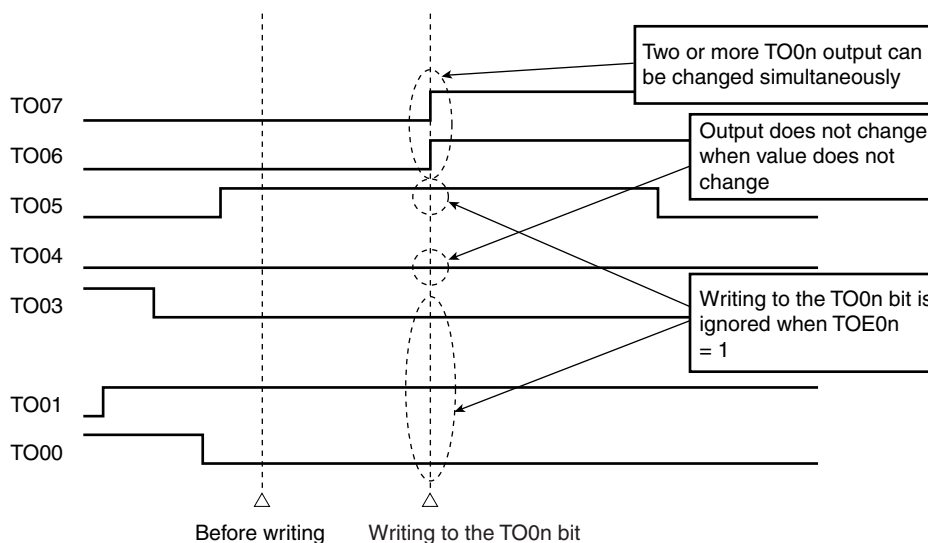 Two or more TO0n output can
be changed simultaneously
TO07
Output does not change
when value does not
change
TO06
TO05
TO04
TO03
Writing to the TO0n bit is
ignored when TOE0n
= 1
TO01
TO00
Before writing
Writing to the TO0n bit